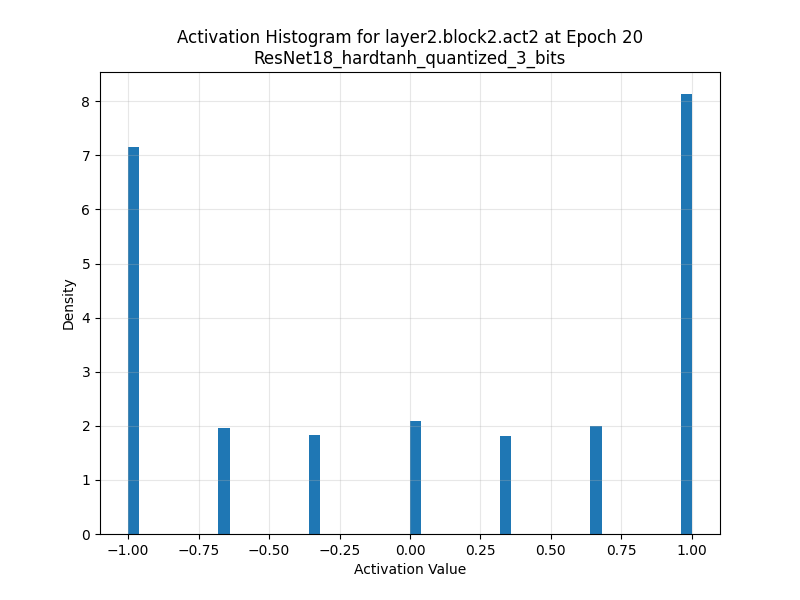 Activation Histogram for layer2.block2.act2 at Epoch 20
ResNet18_hardtanh_quantized_3_bits
8
7
6
5
4
3
2
1
0
Density
−1.00 −0.75 −0.50 −0.25 0.00 0.25 0.50 0.75 1.00
Activation Value